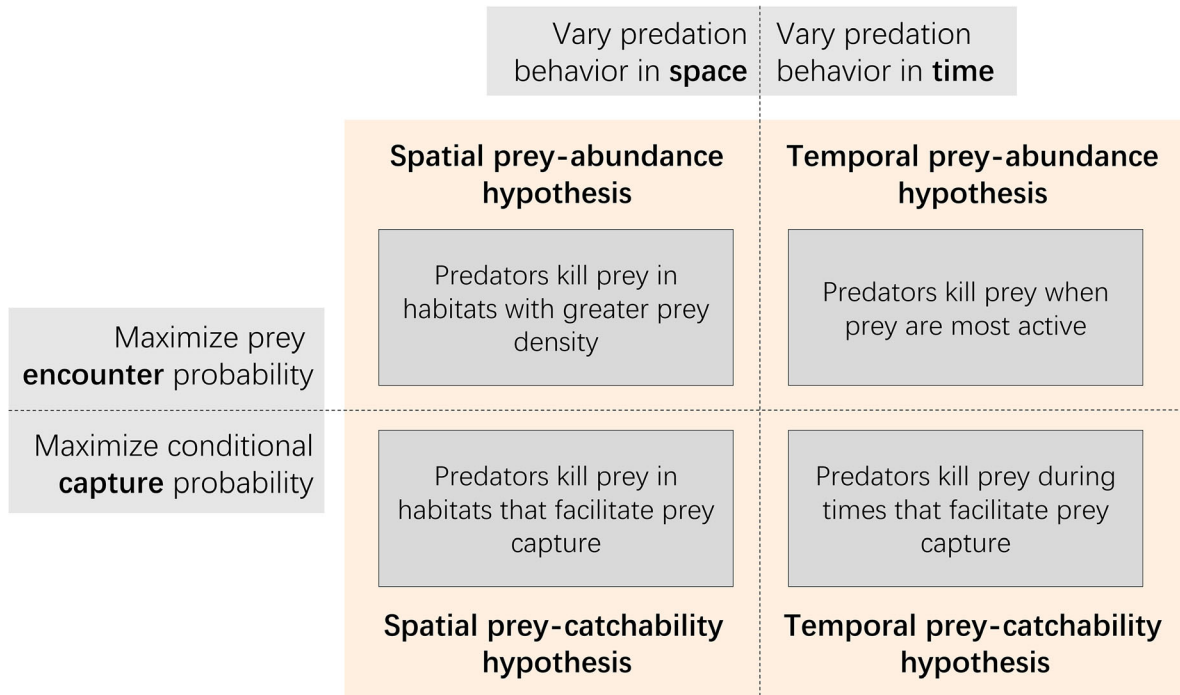 Vary predation
behavior in space
Vary predation
behavior in time
Spatial prey-abundance
hypothesis
Temporal prey-abundance
hypothesis
Maximize prey
encounter probability
Predators kill prey in
habitats with greater prey
density
Predators kill prey when
prey are most active
Maximize conditional
capture probability
Predators kill prey in
habitats that facilitate prey
capture
Predators kill prey during
times that facilitate prey
capture
Spatial prey-catchability
hypothesis
Temporal prey-catchability
hypothesis